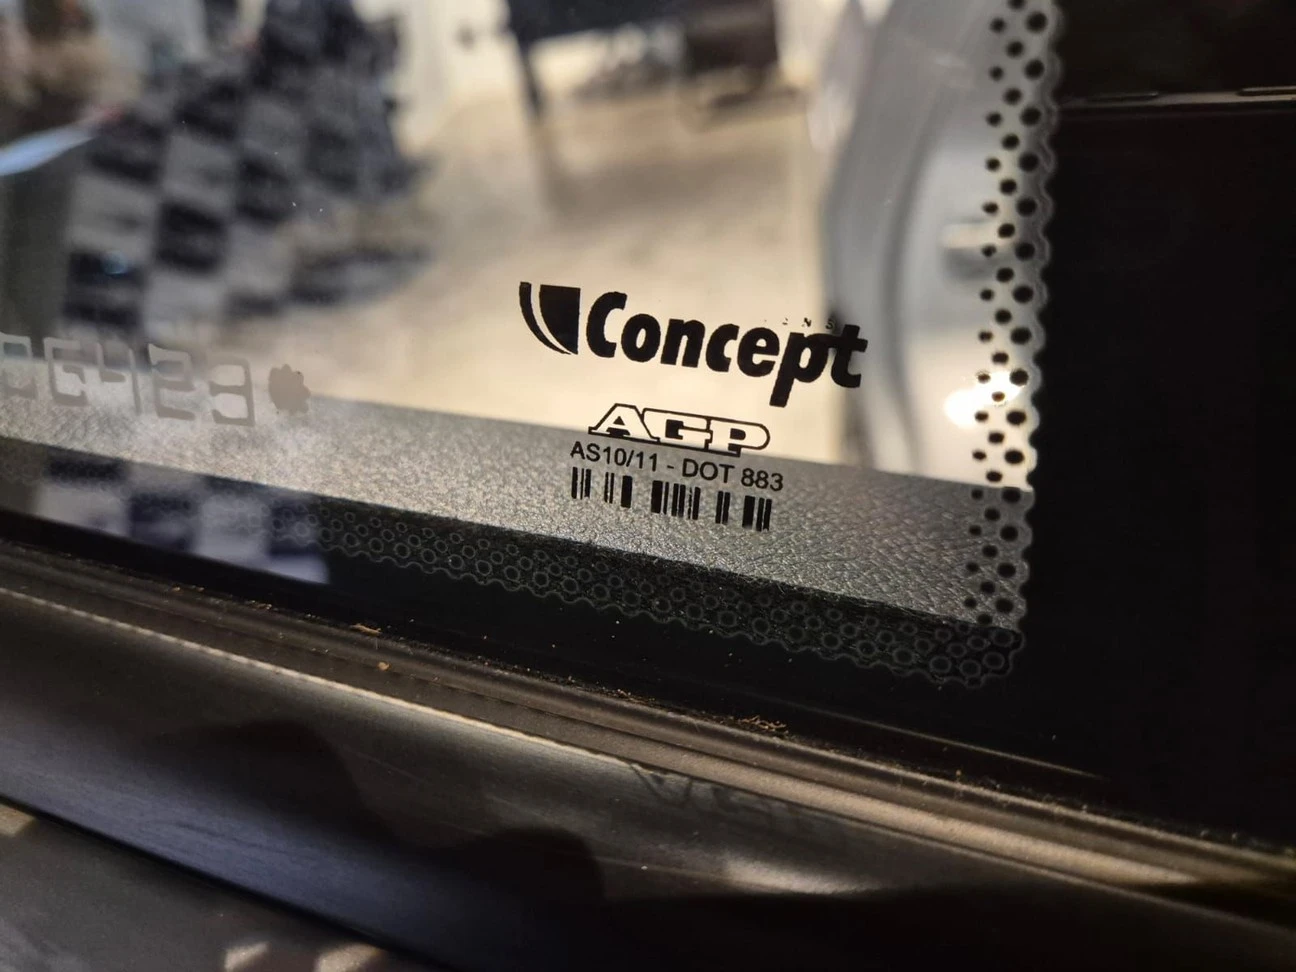 Concept
AGP
AS10/11 - DOT 883